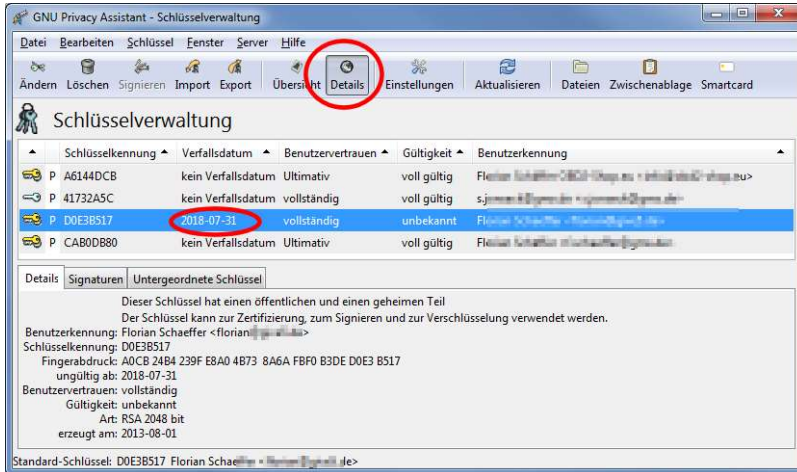 GNU Privacy Assistant - Schlüsselverwaltung
Datei Bearbeiten Schlüssel Fenster Server Hilfe
Ändern Löschen Signieren Import Export Übersicht Details Einstellungen Aktualisieren Dateien Zwischenablage Smartcard
Schlüsselverwaltung
Schlüsselkennung Verfallsdatum Benutzervertrauen Gültigkeit Benutzerkennung
P A6144DCB kein Verfallsdatum Ultimativ voll gültig
P 41732A5C kein Verfallsdatum vollständig voll gültig
P D0E3B517 2018-07-31 vollständig unbekannt
P CAB0DB80 kein Verfallsdatum Ultimativ voll gültig
Details Signaturen Untergeordnete Schlüssel
Dieser Schlüssel hat einen öffentlichen und einen geheimen Teil
Der Schlüssel kann zur Zertifizierung, zum Signieren und zur Verschlüsselung verwendet werden.
Benutzerkennung: Florian Schaeffer <florian
Schlüsselkennung: D0E3B517
Fingerabdruck: A0CB 24B4 239F E8A0 4B73 8A6A FBF0 B3DE D0E3 B517
ungültig ab: 2018-07-31
Benutzervertrauen: vollständig
Gültigkeit: unbekannt
Art: RSA 2048 bit
erzeugt am: 2013-08-01
Standard-Schlüssel: D0E3B517 Florian